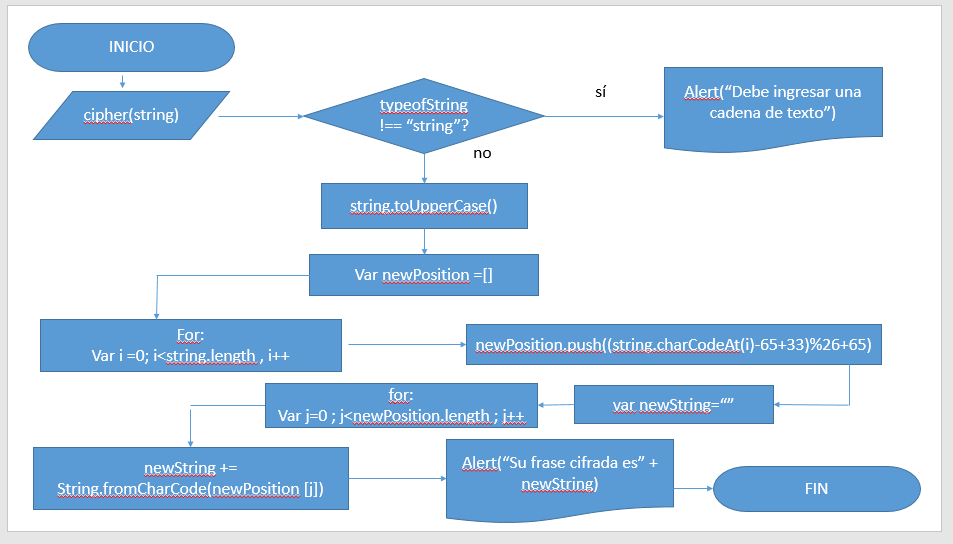 INICIO
cipher(string)
typeofString
!== “string”?
sí
Alert(“Debe ingresar una
cadena de texto”)
no
string.toUpperCase()
Var newPosition =[]
For:
Var i =0; i<string.length , i++
newPosition.push((string.charCodeAt(i)-65+33)%26+65)
var newString=“”
for:
Var j=0 ; j<newPosition.length ; j++
newString +=
String.fromCharCode(newPosition [j])
Alert(“Su frase cifrada es” +
newString)
FIN